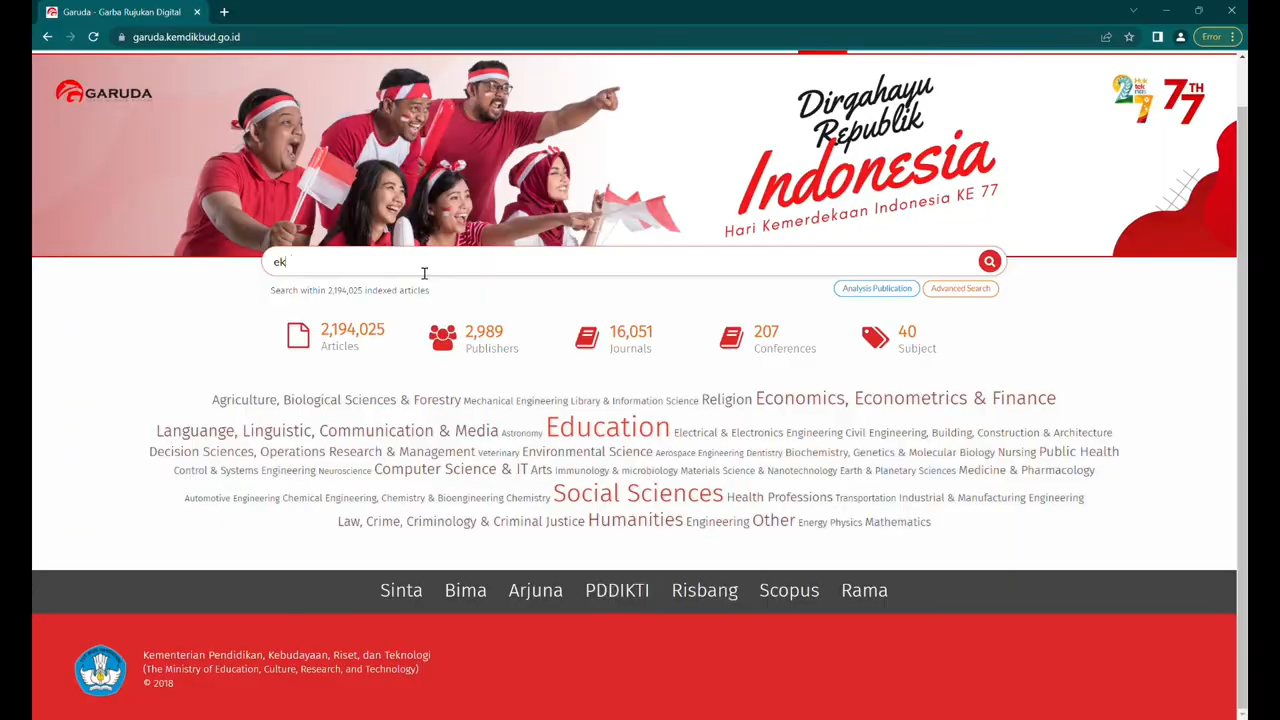 Garuda - Garba Rujukan Digital
garuda.kemdikbud.go.id
Error
GARUDA
Dirgahayu
Republik
Indonesia
Hari Kemerdekaan Indonesia KE 77
Hak
tek
nas
27
77TH
ek
Search within 2,194,025 indexed articles
Analysis Publication
Advanced Search
2,194,025
Articles
2,989
Publishers
16,051
Journals
207
Conferences
40
Subject
Agriculture, Biological Sciences & Forestry Mechanical Engineering Library & Information Science Religion Economics, Econometrics & Finance
Languange, Linguistic, Communication & Media Astronomy Education Electrical & Electronics Engineering Civil Engineering, Building, Construction & Architecture
Decision Sciences, Operations Research & Management Veterinary Environmental Science Aerospace Engineering Dentistry Biochemistry, Genetics & Molecular Biology Nursing Public Health
Control & Systems Engineering Neuroscience Computer Science & IT Arts Immunology & microbiology Materials Science & Nanotechnology Earth & Planetary Sciences Medicine & Pharmacology
Automotive Engineering Chemical Engineering, Chemistry & Bioengineering Chemistry Social Sciences Health Professions Transportation Industrial & Manufacturing Engineering
Law, Crime, Criminology & Criminal Justice Humanities Engineering Other Energy Physics Mathematics
Sinta Bima Arjuna PDDIKTI Risbang Scopus Rama
Kementerian Pendidikan, Kebudayaan, Riset, dan Teknologi
(The Ministry of Education, Culture, Research, and Technology)
© 2018